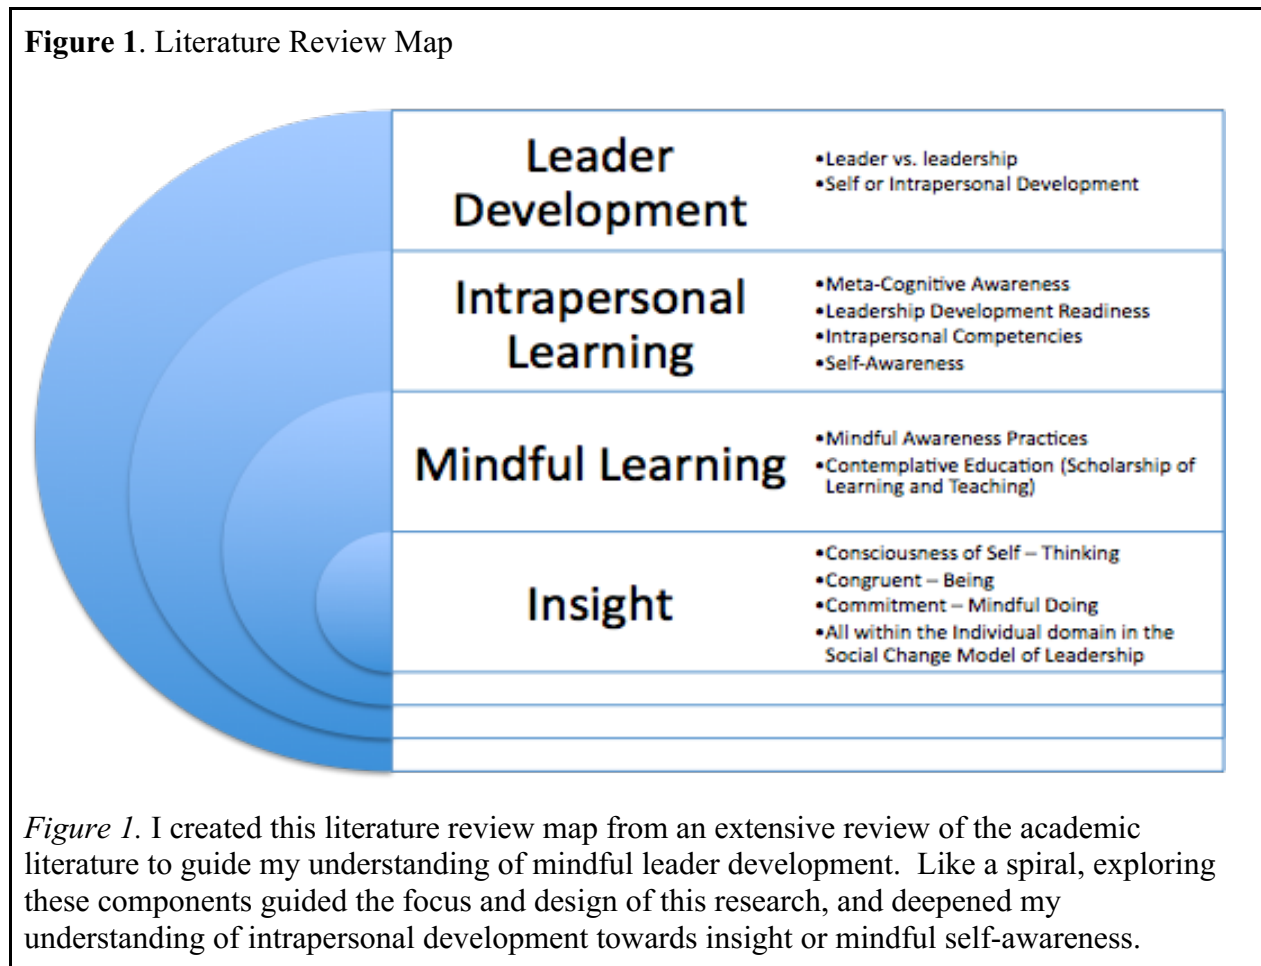 Figure 1. Literature Review Map
Leader
Development
•Leader vs. leadership
•Self or Intrapersonal Development
Intrapersonal
Learning
•Meta-Cognitive Awareness
•Leadership Development Readiness
•Intrapersonal Competencies
•Self-Awareness
Mindful Learning
•Mindful Awareness Practices
•Contemplative Education (Scholarship of
Learning and Teaching)
Insight
•Consciousness of Self – Thinking
•Congruent – Being
•Commitment – Mindful Doing
•All within the Individual domain in the
Social Change Model of Leadership
Figure 1. I created this literature review map from an extensive review of the academic
literature to guide my understanding of mindful leader development.  Like a spiral, exploring
these components guided the focus and design of this research, and deepened my
understanding of intrapersonal development towards insight or mindful self-awareness.